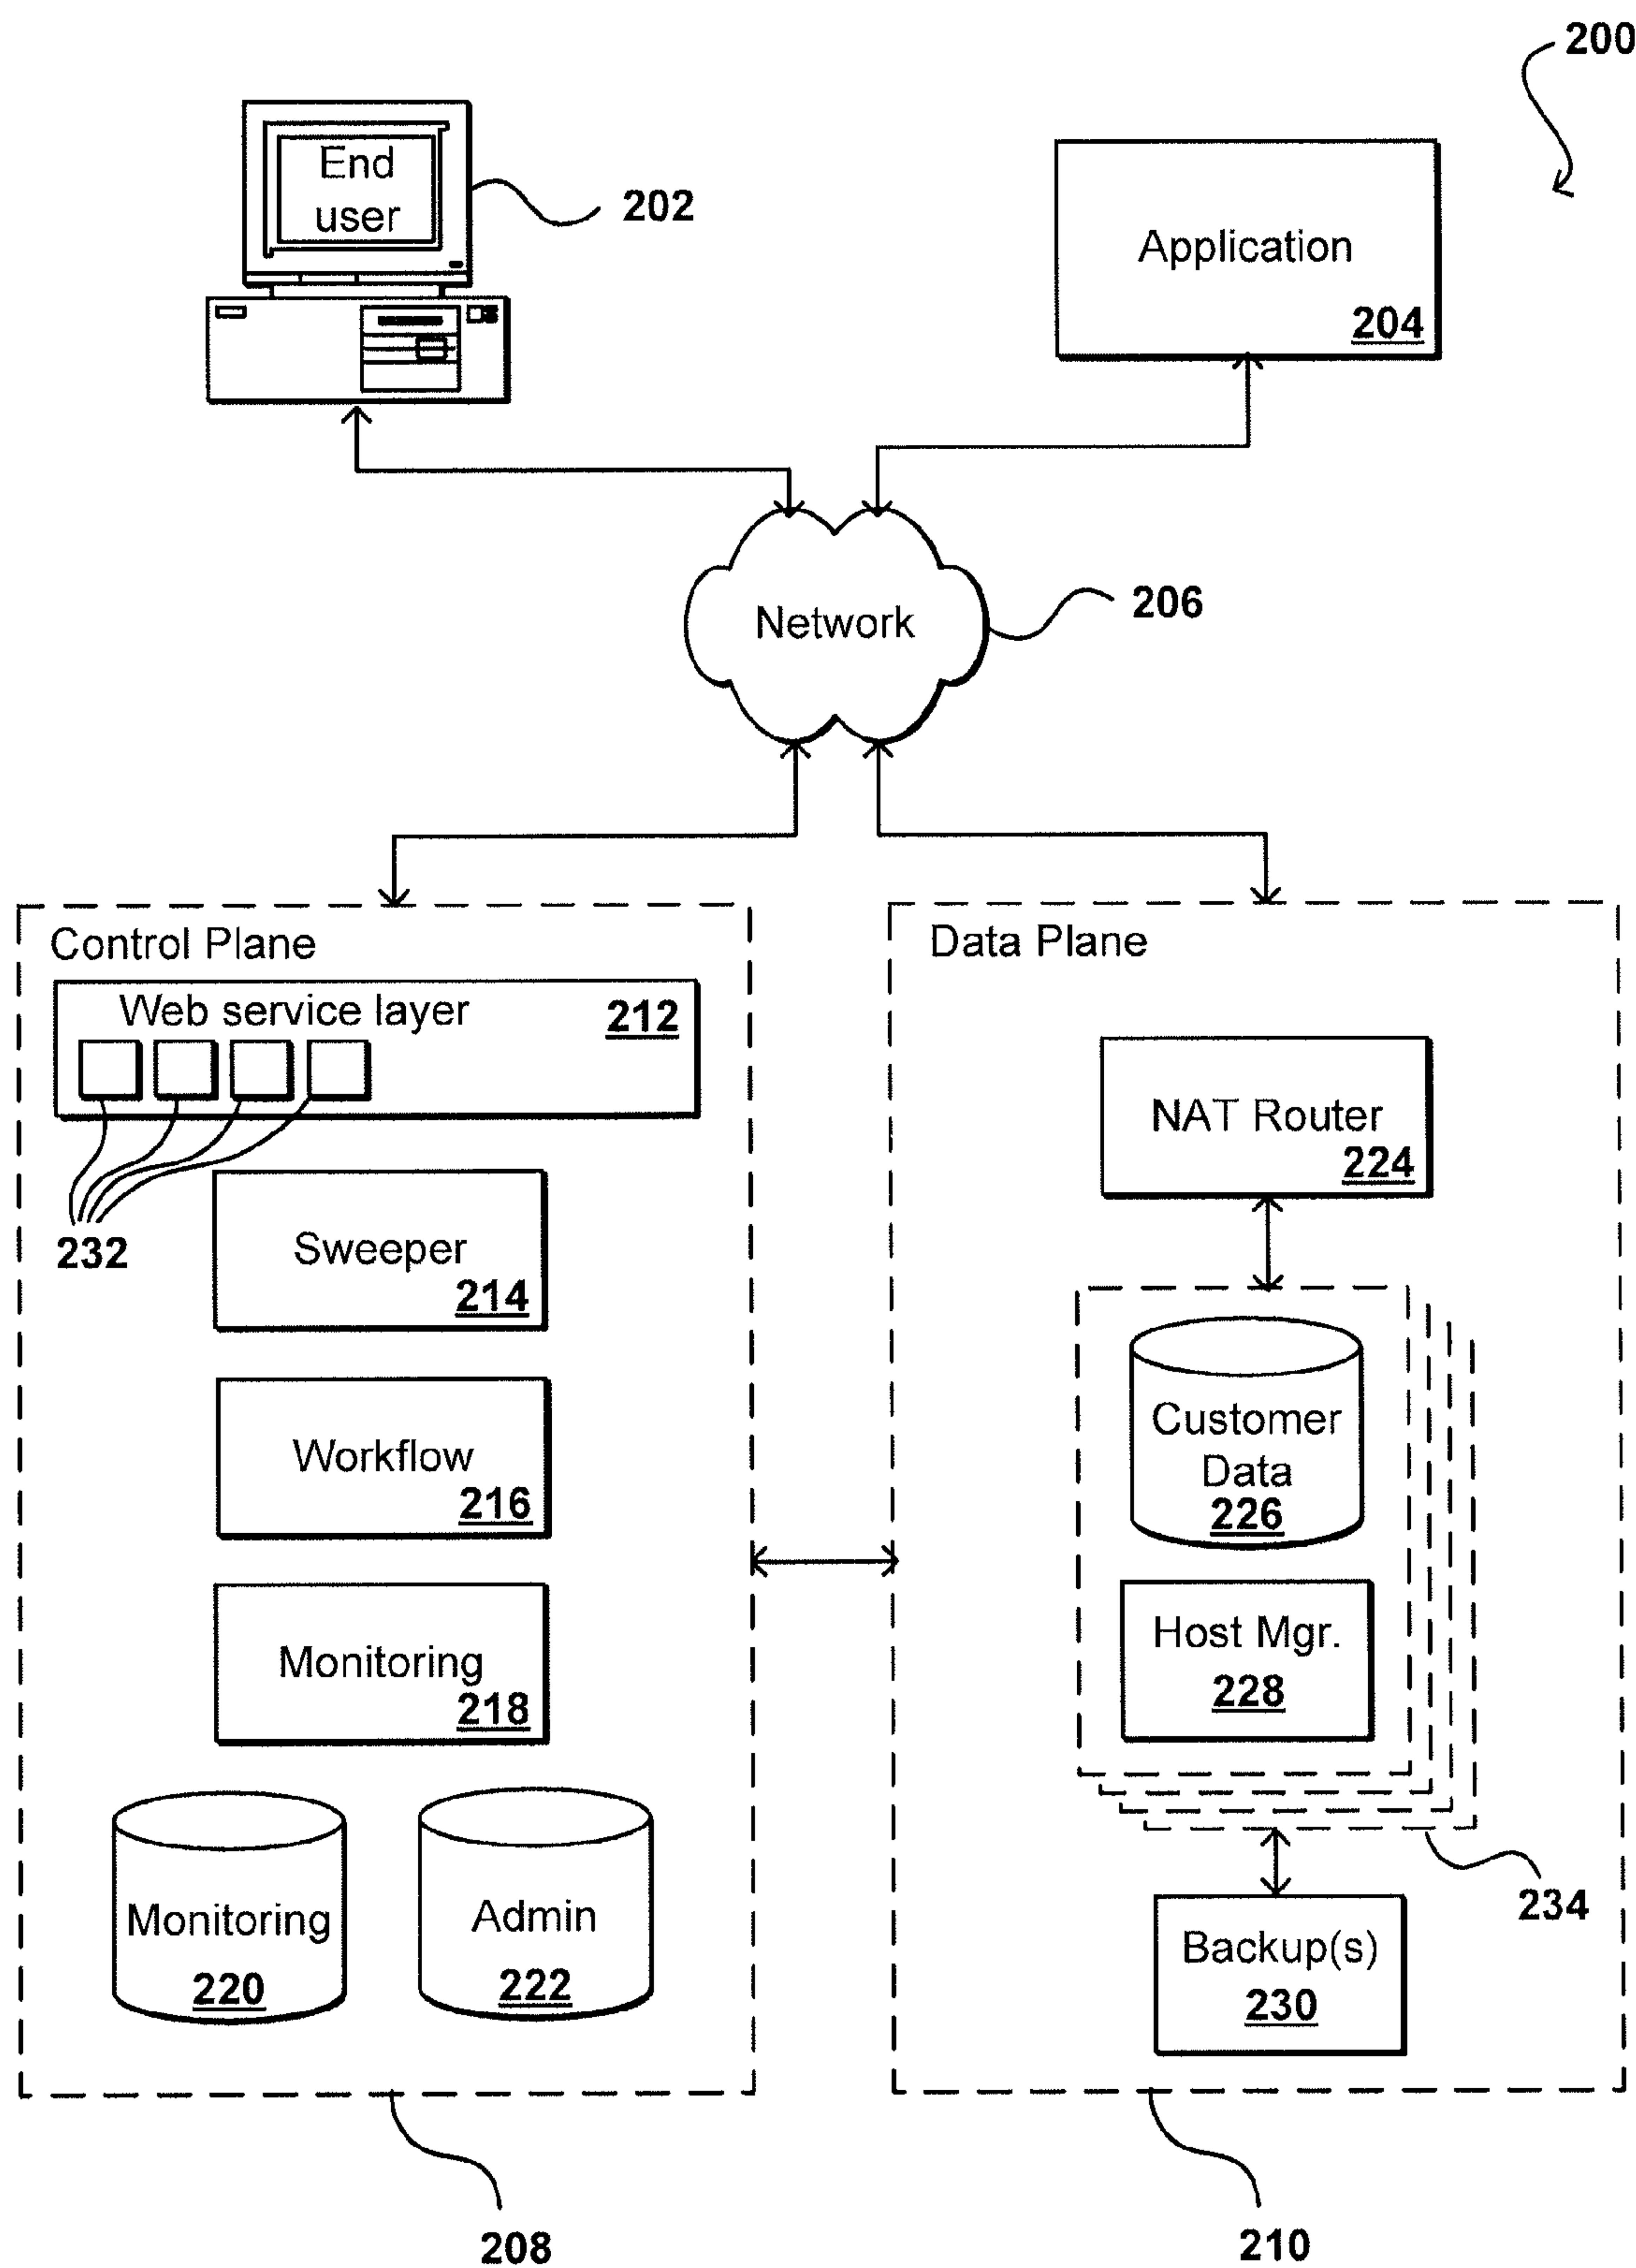 200
End
user
202
Application
204
Network
206
Control Plane
Web service layer
212
232
Sweeper
214
Workflow
216
Monitoring
218
Monitoring
220
Admin
222
208
Data Plane
NAT Router
224
Customer
Data
226
Host Mgr.
228
234
Backup(s)
230
210